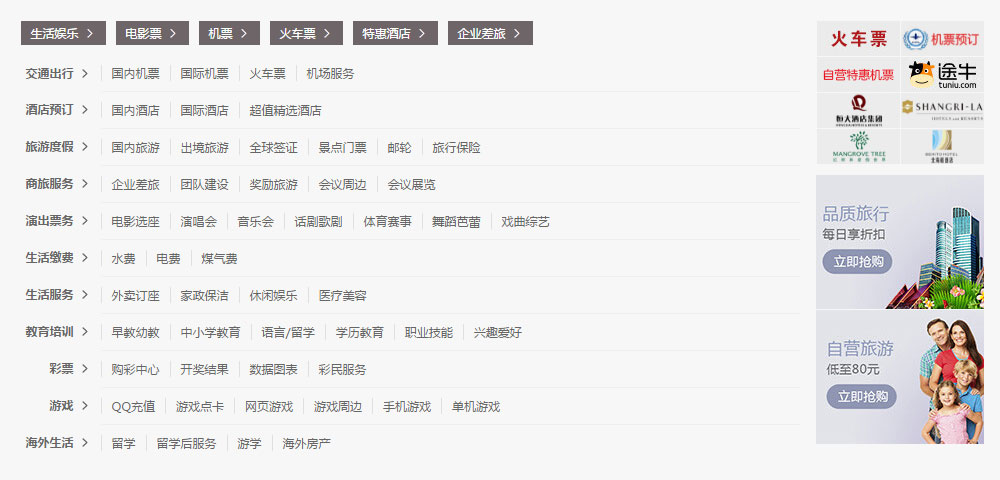 生活娱乐 电影票 机票 火车票 特惠酒店 企业差旅
交通出行 国内机票 国际机票 火车票 机场服务
酒店预订 国内酒店 国际酒店 超值精选酒店
旅游度假 国内旅游 出境旅游 全球签证 景点门票 邮轮 旅行保险
商旅服务 企业差旅 团队建设 奖励旅游 会议周边 会议展览
演出票务 电影选座 演唱会 音乐会 话剧歌剧 体育赛事 舞蹈芭蕾 戏曲综艺
生活缴费 水费 电费 煤气费
生活服务 外卖订座 家政保洁 休闲娱乐 医疗美容
教育培训 早教幼教 中小学教育 语言/留学 学历教育 职业技能 兴趣爱好
彩票 购彩中心 开奖结果 数据图表 彩民服务
游戏 QQ充值 游戏点卡 网页游戏 游戏周边 手机游戏 单机游戏
海外生活 留学 留学后服务 游学 海外房产
火车票 机票预订
自营特惠机票 途牛
tuniu.com
恒大酒店集团
SHANGRI-LA
HOTELS and RESORTS
MANGROVE TREE
品质旅行
每日享折扣
立即抢购
自营旅游
低至80元
立即抢购